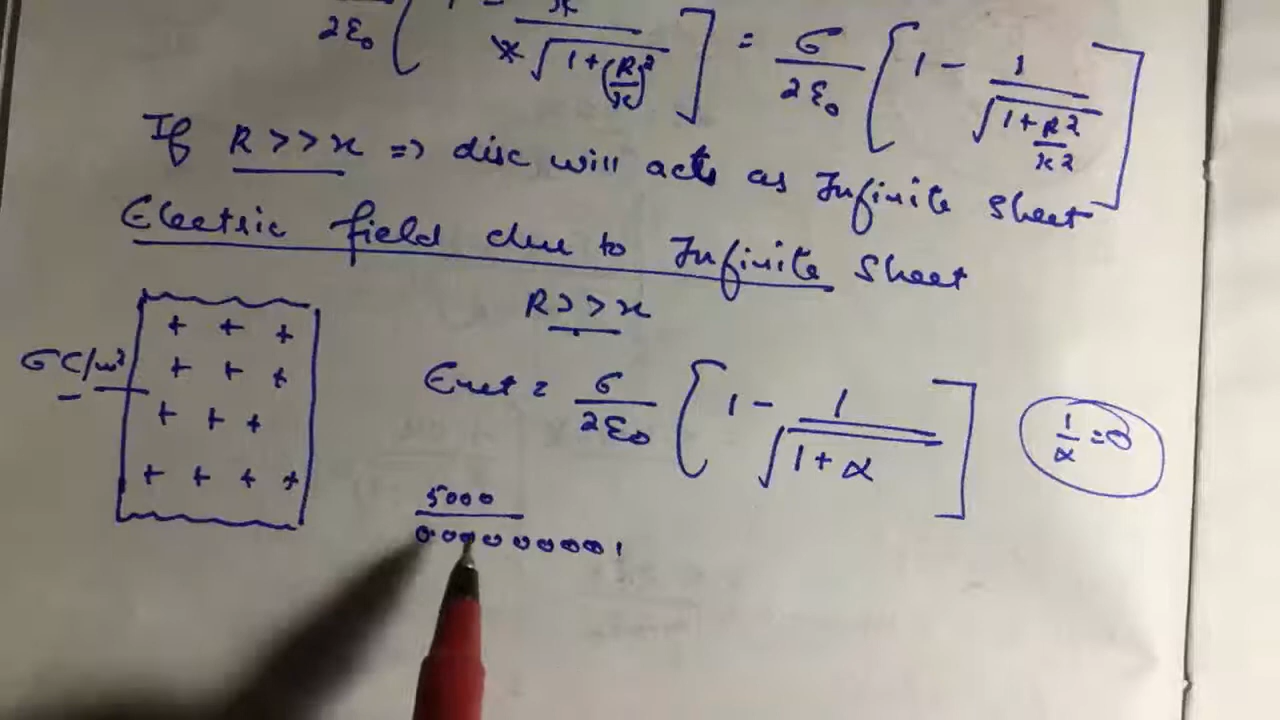 2ε₀ [ 1 - x / x√1+(R/x)² ] = σ/2ε₀ [ 1 - 1/√1+R²/x² ]
If R>>x => disc will acts as Infinite Sheet
Electric field due to Infinite Sheet
R>>x
+ + +
σ C/m²
+ + +
+ + +
+ + + +
Enet = σ/2ε₀ [ 1 - 1/√1+α ]
1/α = 0
5000
0.00000001